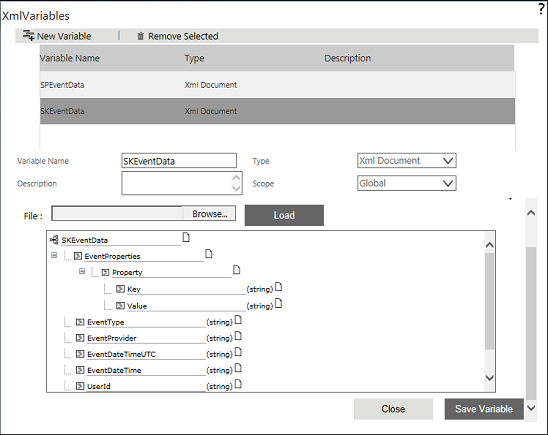 XmlVariables
?
New Variable | Remove Selected
Variable Name Type Description
SPEventData Xml Document
SKEventData Xml Document
Variable Name SKEventData Type Xml Document
Description Scope Global
File : Browse... Load
SKEventData
EventProperties
Property
Key (string)
Value (string)
EventType (string)
EventProvider (string)
EventDateTimeUTC (string)
EventDateTime (string)
UserId (string)
Close Save Variable